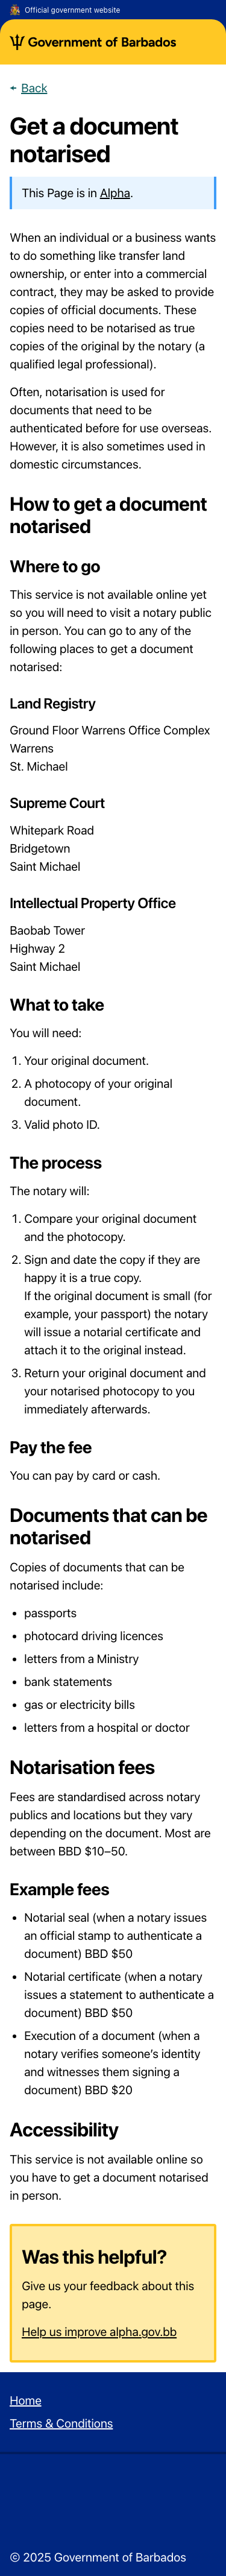 Official government website
Government of Barbados
Back
Get a document
notarised
This Page is in Alpha.
When an individual or a business wants
to do something like transfer land
ownership, or enter into a commercial
contract, they may be asked to provide
copies of official documents. These
copies need to be notarised as true
copies of the original by the notary (a
qualified legal professional).
Often, notarisation is used for
documents that need to be
authenticated before for use overseas.
However, it is also sometimes used in
domestic circumstances.
How to get a document
notarised
Where to go
This service is not available online yet
so you will need to visit a notary public
in person. You can go to any of the
following places to get a document
notarised:
Land Registry
Ground Floor Warrens Office Complex
Warrens
St. Michael
Supreme Court
Whitepark Road
Bridgetown
Saint Michael
Intellectual Property Office
Baobab Tower
Highway 2
Saint Michael
What to take
You will need:
1. Your original document.
2. A photocopy of your original
document.
3. Valid photo ID.
The process
The notary will:
1. Compare your original document
and the photocopy.
2. Sign and date the copy if they are
happy it is a true copy.
If the original document is small (for
example, your passport) the notary
will issue a notarial certificate and
attach it to the original instead.
3. Return your original document and
your notarised photocopy to you
immediately afterwards.
Pay the fee
You can pay by card or cash.
Documents that can be
notarised
Copies of documents that can be
notarised include:
• passports
• photocard driving licences
• letters from a Ministry
• bank statements
• gas or electricity bills
• letters from a hospital or doctor
Notarisation fees
Fees are standardised across notary
publics and locations but they vary
depending on the document. Most are
between BBD $10–50.
Example fees
• Notarial seal (when a notary issues
an official stamp to authenticate a
document) BBD $50
• Notarial certificate (when a notary
issues a statement to authenticate a
document) BBD $50
• Execution of a document (when a
notary verifies someone’s identity
and witnesses them signing a
document) BBD $20
Accessibility
This service is not available online so
you have to get a document notarised
in person.
Was this helpful?
Give us your feedback about this
page.
Help us improve alpha.gov.bb
Home
Terms & Conditions
© 2025 Government of Barbados